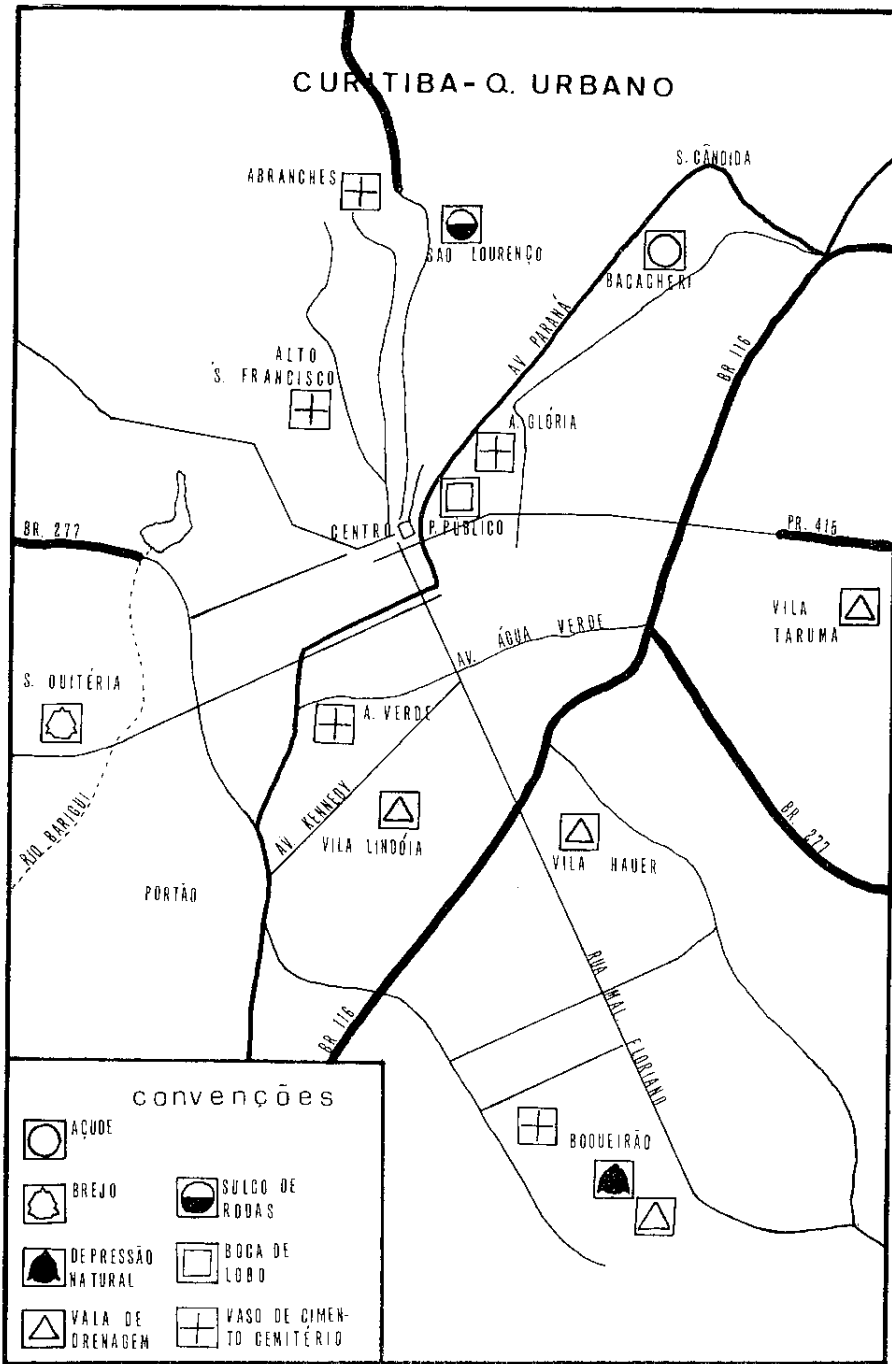 CURITIBA - Q. URBANO
S. CÂNDIDA
ABRANCHES
SAO LOURENÇO
BACACHERI
AV PARANÁ
BR 116
ALTO
S. FRANCISCO
A. GLÓRIA
CENTRO
P. PÚBLICO
BR. 277
PR. 415
VILA
TARUMA
AV. ÁGUA VERDE
S. QUITÉRIA
A. VERDE
AV KENNEDY
VILA LINDÓIA
VILA HAUER
BR. 277
RIO BARIGUI
PORTÃO
BR 116
RUA MAL. FLORIANO
BOQUEIRÃO
convenções
AÇUDE
BREJO
SULCO DE
RODAS
DEPRESSÃO
NATURAL
BOCA DE
LOBO
VALA DE
DRENAGEM
VASO DE CIMEN-
TO CEMITÉRIO